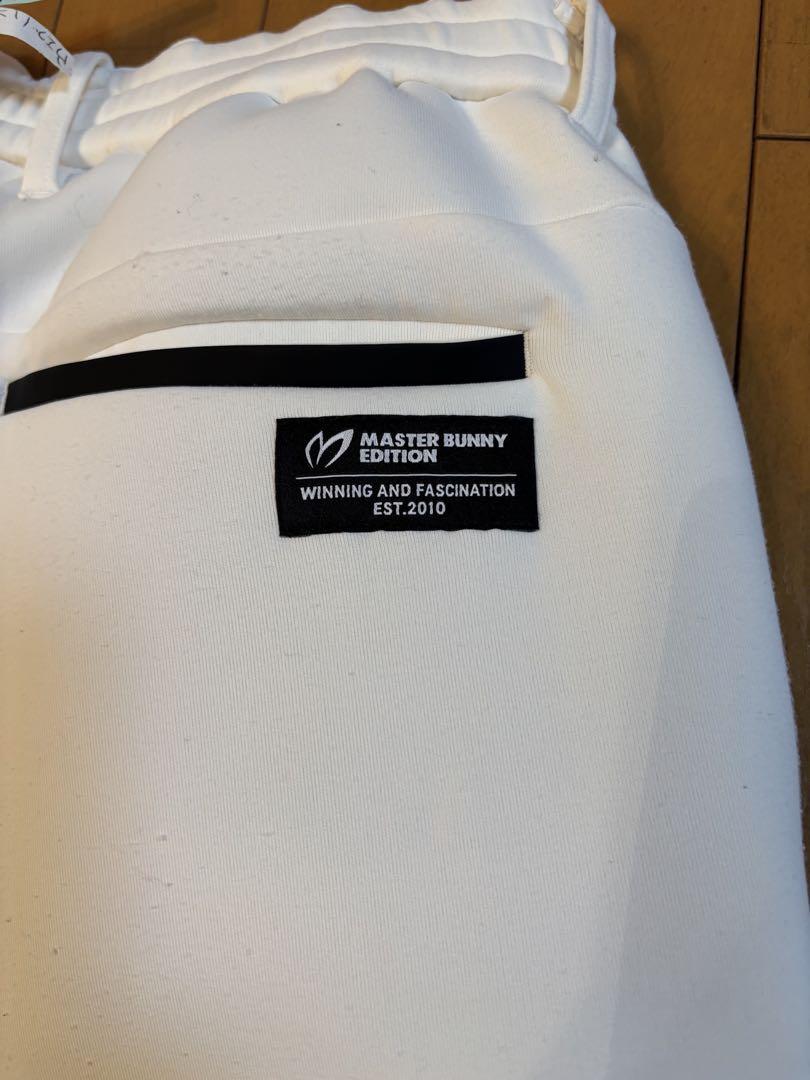 MASTER BUNNY
EDITION
WINNING AND FASCINATION
EST.2010